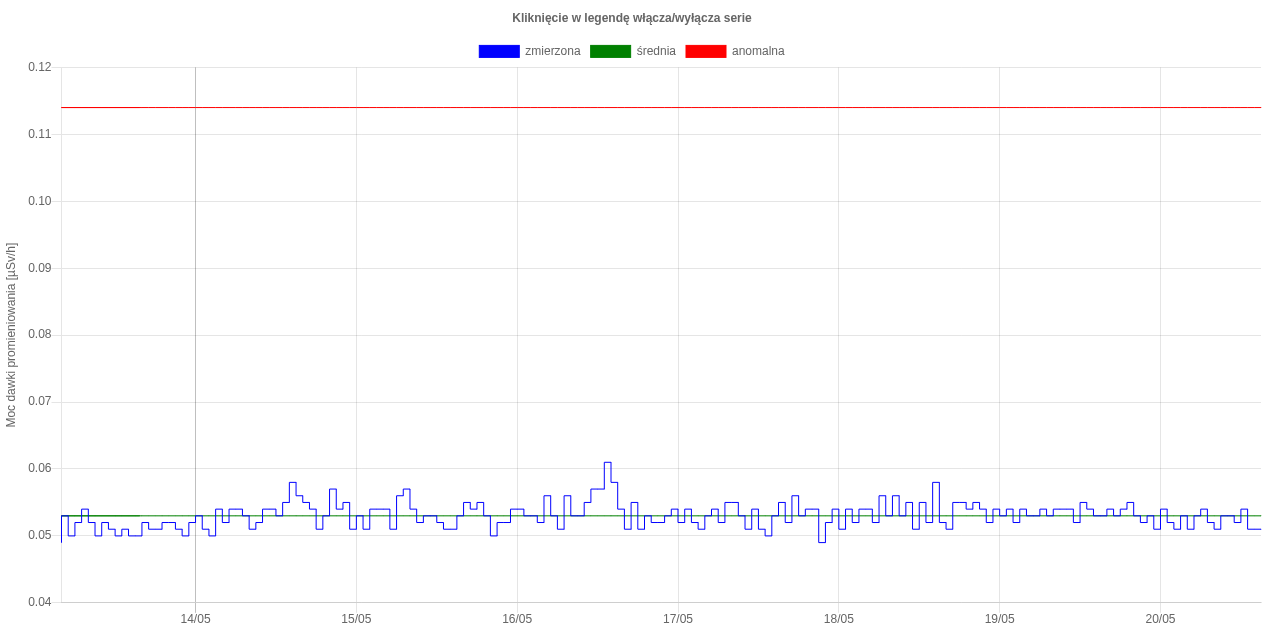 Kliknięcie w legendę włącza/wyłącza serie
zmierzona średnia anomalna
Moc dawki promieniowania [µSv/h]
0.12
0.11
0.10
0.09
0.08
0.07
0.06
0.05
0.04
14/05 15/05 16/05 17/05 18/05 19/05 20/05